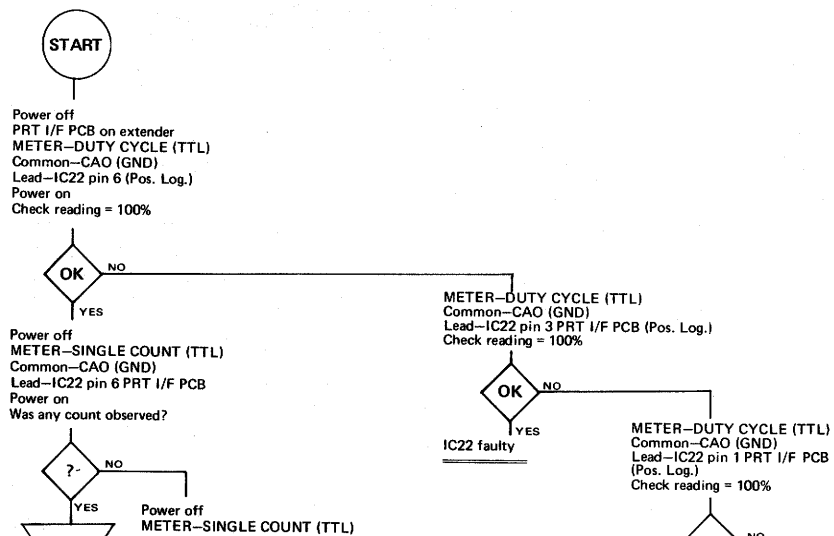 START
Power off
PRT I/F PCB on extender
METER—DUTY CYCLE (TTL)
Common—CAO (GND)
Lead—IC22 pin 6 (Pos. Log.)
Power on
Check reading = 100%
OK
NO
YES
METER—DUTY CYCLE (TTL)
Common—CAO (GND)
Lead—IC22 pin 3 PRT I/F PCB (Pos. Log.)
Check reading = 100%
OK
NO
YES
IC22 faulty
METER—DUTY CYCLE (TTL)
Common—CAO (GND)
Lead—IC22 pin 1 PRT I/F PCB
(Pos. Log.)
Check reading = 100%
NO
Power off
METER—SINGLE COUNT (TTL)
Common—CAO (GND)
Lead—IC22 pin 6 PRT I/F PCB
Power on
Was any count observed?
?
NO
YES
Power off
METER—SINGLE COUNT (TTL)